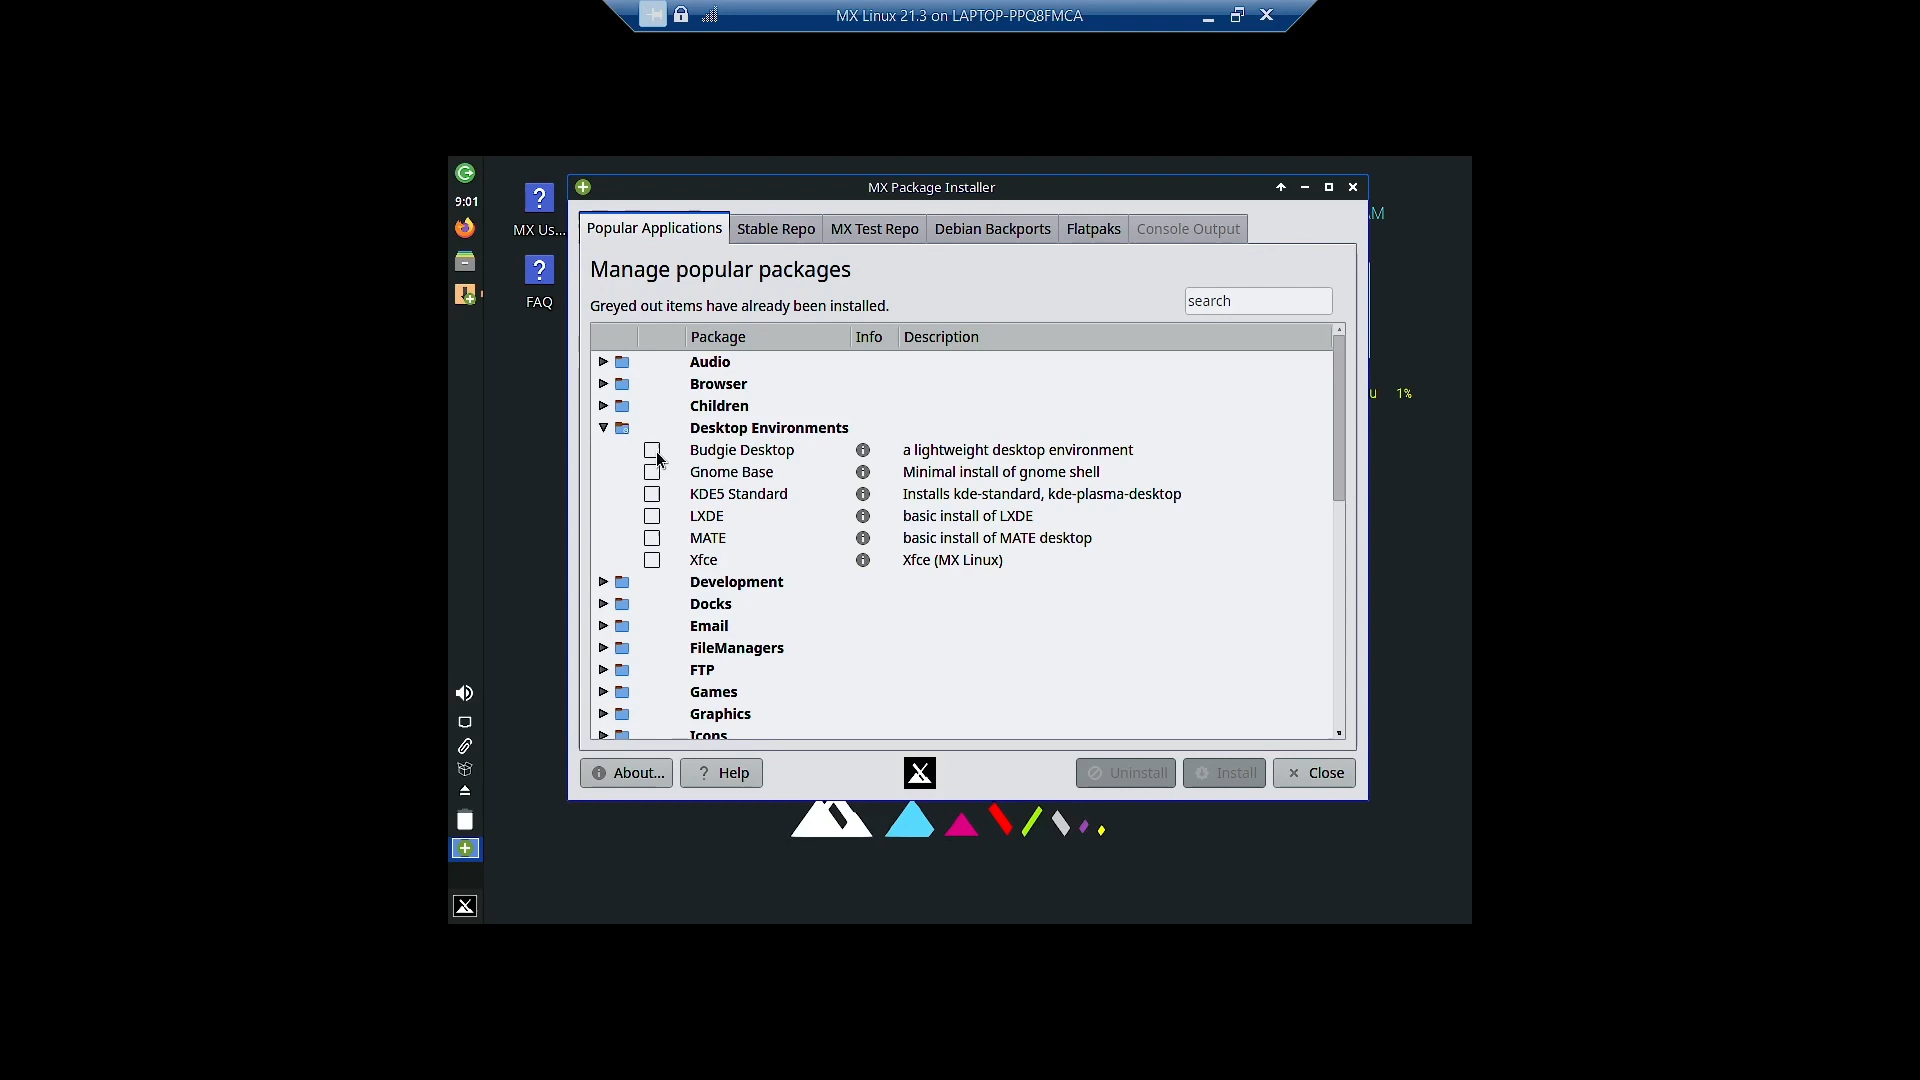 MX Linux 21.3 on LAPTOP-PPQ8FMCA
9:01
MX Us...
FAQ
MX Package Installer
Popular Applications
Stable Repo
MX Test Repo
Debian Backports
Flatpaks
Console Output
Manage popular packages
Greyed out items have already been installed.
search
Package Info Description
Audio
Browser
Children
Desktop Environments
Budgie Desktop a lightweight desktop environment
Gnome Base Minimal install of gnome shell
KDE5 Standard Installs kde-standard, kde-plasma-desktop
LXDE basic install of LXDE
MATE basic install of MATE desktop
Xfce Xfce (MX Linux)
Development
Docks
Email
FileManagers
FTP
Games
Graphics
Icons
About...
? Help
Uninstall
Install
Close
M
u 1%